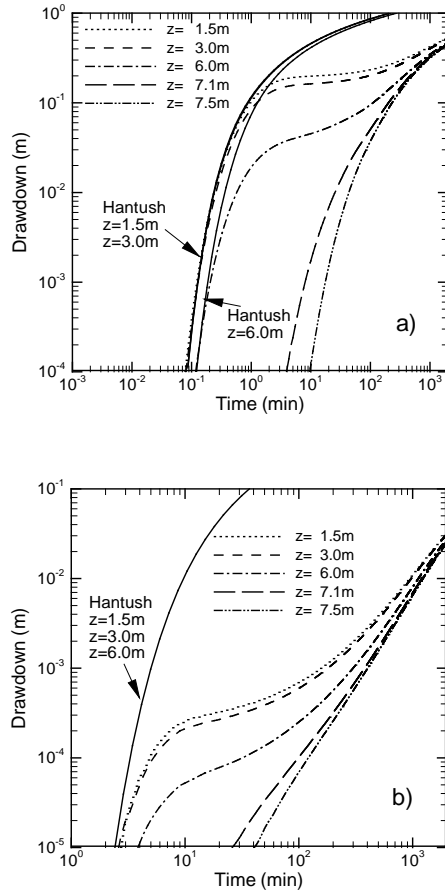 z= 1.5m
z= 3.0m
z= 6.0m
z= 7.1m
z= 7.5m
Hantush
z=1.5m
z=3.0m
Hantush
z=6.0m
a)
Drawdown (m)
10^0
10^-1
10^-2
10^-3
10^-4
10^-3 10^-2 10^-1 10^0 10^1 10^2 10^3
Time (min)
z= 1.5m
z= 3.0m
z= 6.0m
z= 7.1m
z= 7.5m
Hantush
z=1.5m
z=3.0m
z=6.0m
b)
Drawdown (m)
10^-1
10^-2
10^-3
10^-4
10^-5
10^0 10^1 10^2 10^3
Time (min)